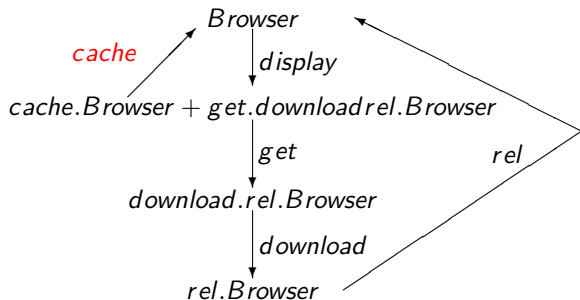 Browser
cache
display
cache.Browser + get.downloadrel.Browser
get
rel
download.rel.Browser
download
rel.Browser